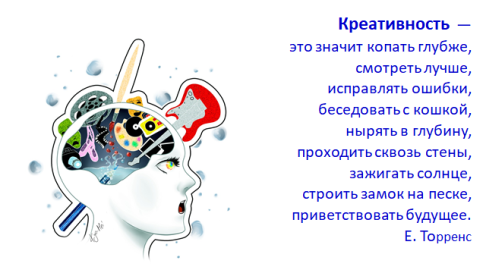 Креативность —
это значит копать глубже,
смотреть лучше,
исправлять ошибки,
беседовать с кошкой,
нырять в глубину,
проходить сквозь стены,
зажигать солнце,
строить замок на песке,
приветствовать будущее.
Е. Торренс